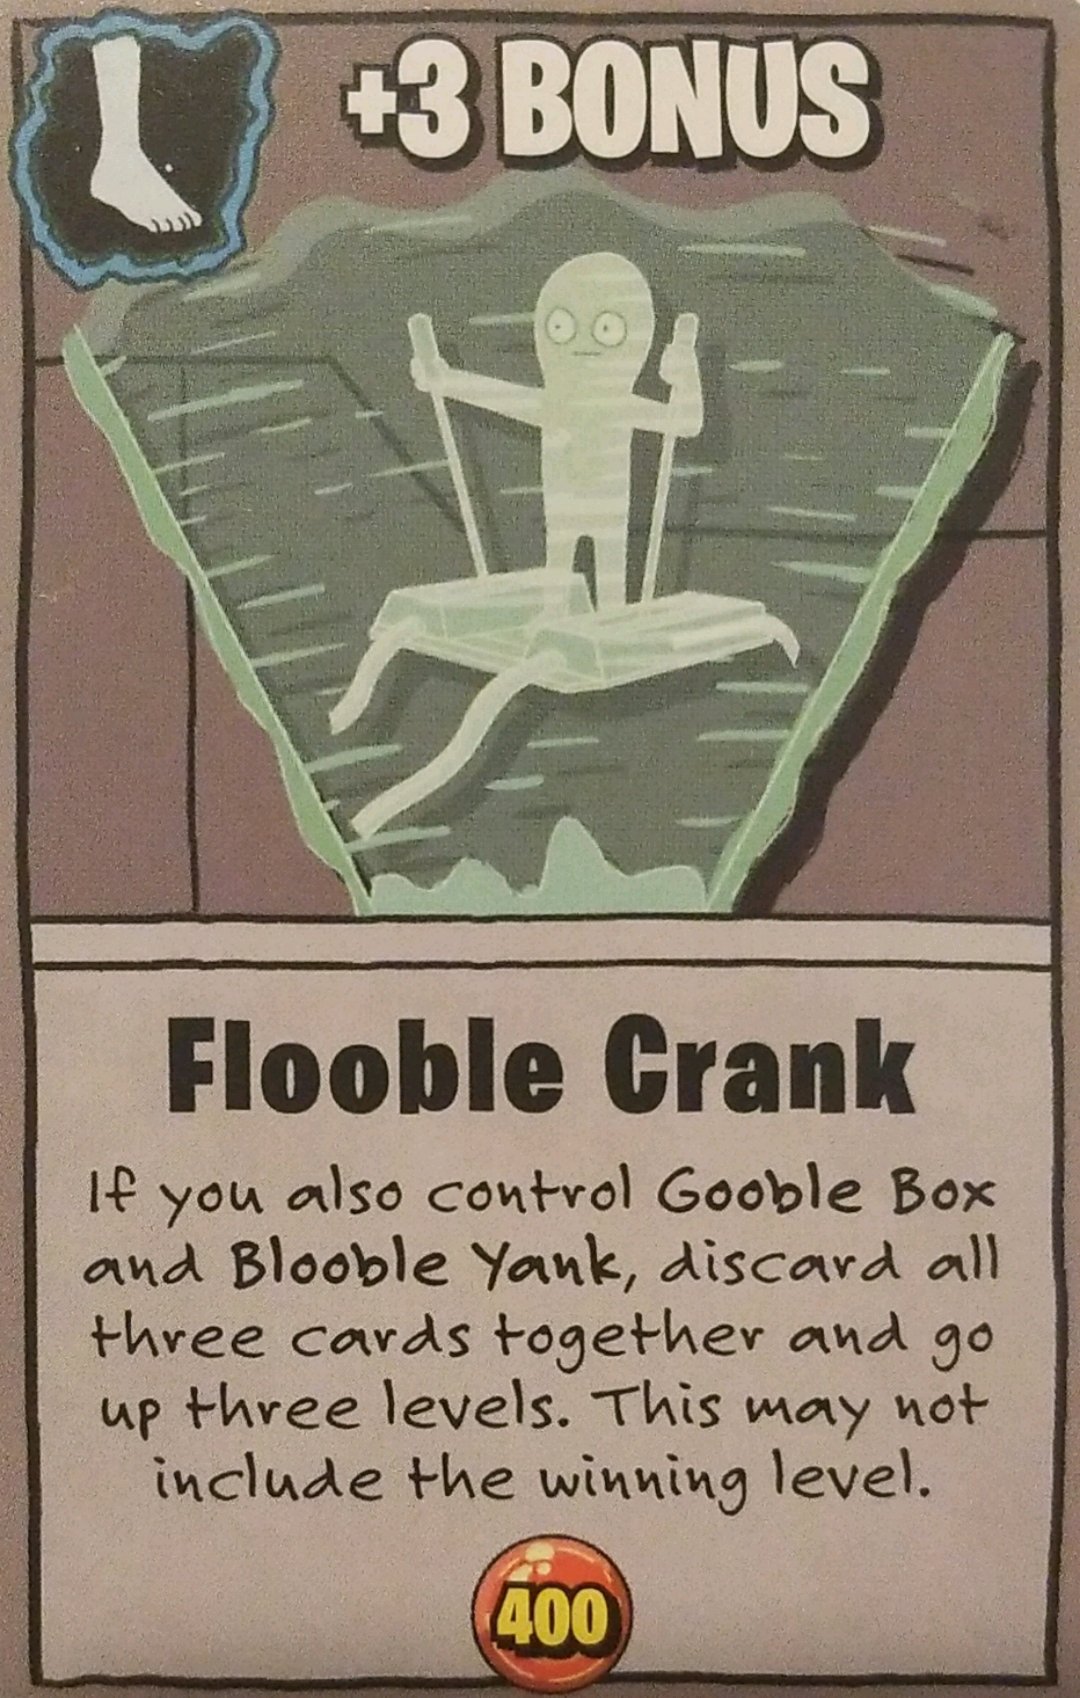 +3 BONUS
Flooble Crank
If you also control Gooble Box
and Blooble Yank, discard all
three cards together and go
up three levels. This may not
include the winning level.
400